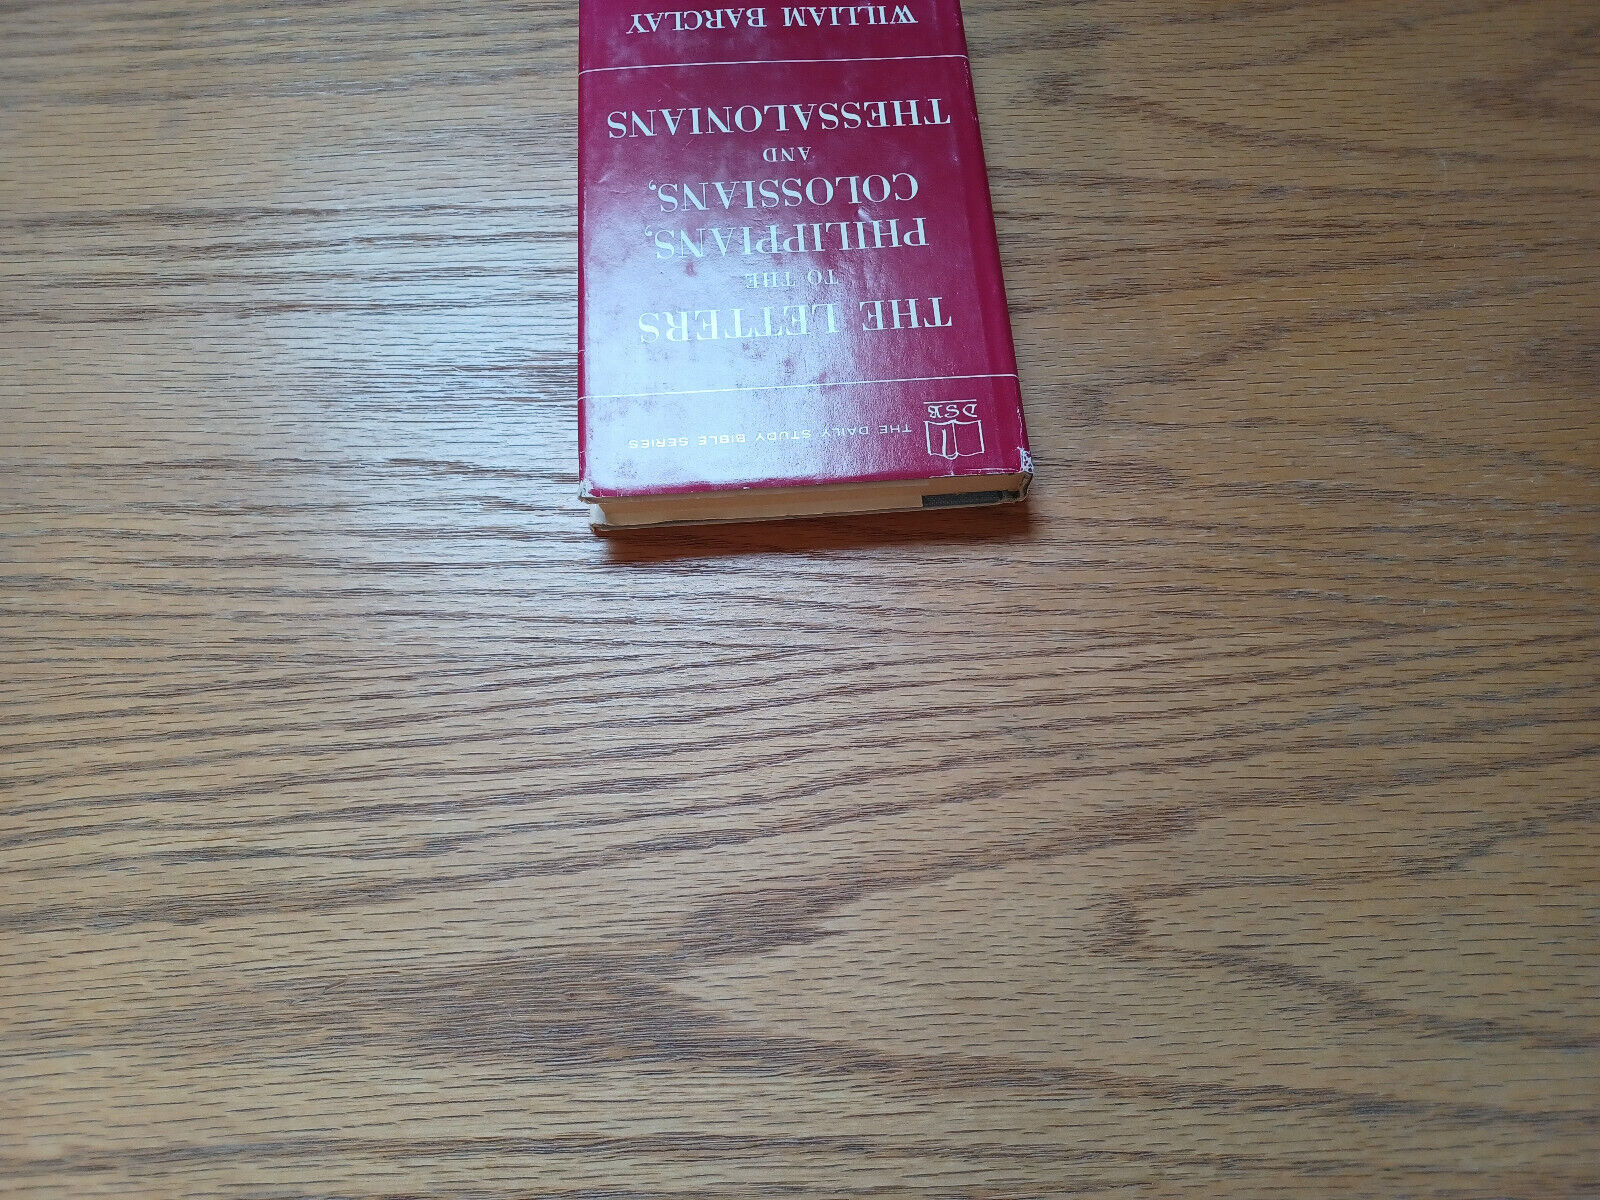 DSB
THE DAILY STUDY BIBLE SERIES
THE LETTERS
TO THE
PHILIPPIANS,
COLOSSIANS,
AND
THESSALONIANS
WILLIAM BARCLAY